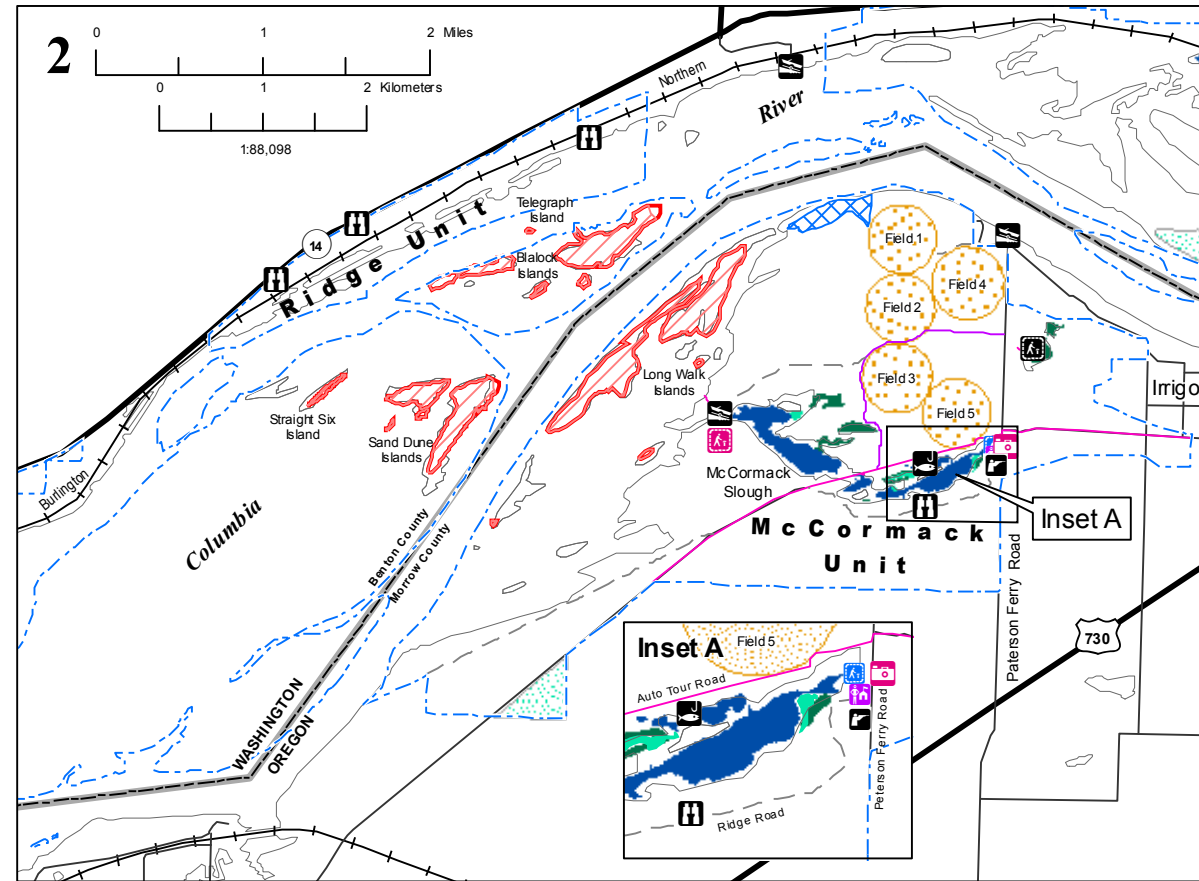 2
0 1 2 Miles
0 1 2 Kilometers
1:88,098
Northern
River
Telegraph
Island
14
Ridge Unit
Blalock
Islands
Field 1
Field 4
Field 2
Long Walk
Islands
Field 3
Irrigo
Straight Six
Island
Sand Dune
Islands
Field 5
Burlington
McCormack
Slough
Columbia
Inset A
McCormack
Unit
Benton County
Morrow County
Paterson Ferry Road
730
WASHINGTON
OREGON
Inset A
Field 5
Auto Tour Road
Peterson Ferry Road
Ridge Road